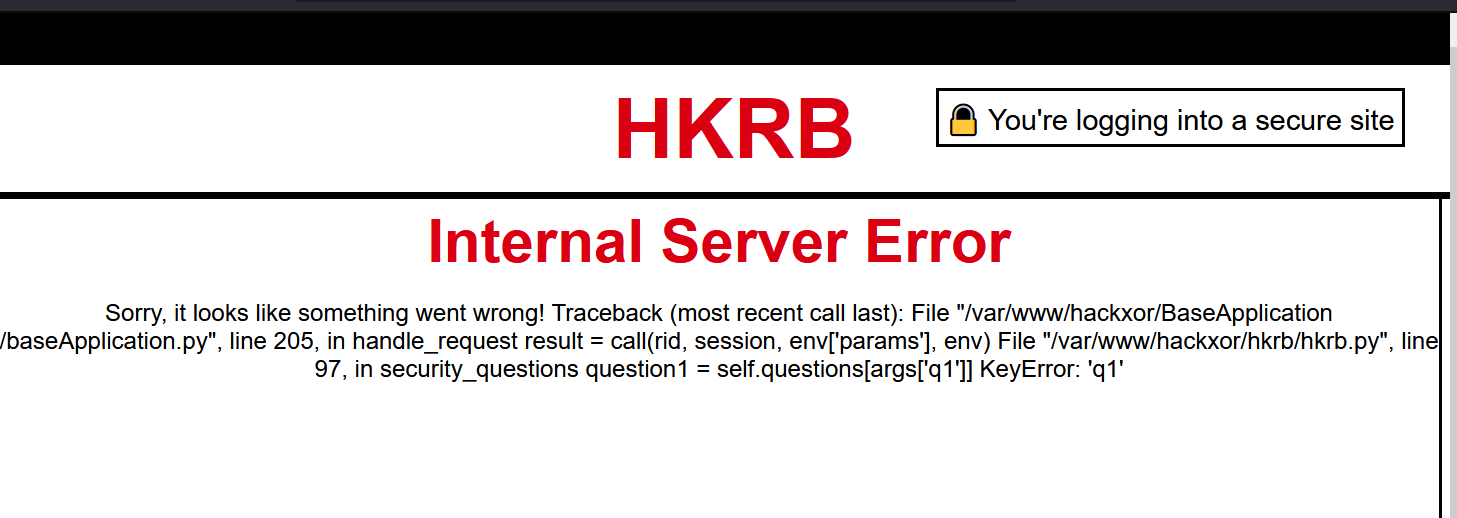 HKRB
You're logging into a secure site
Internal Server Error
Sorry, it looks like something went wrong! Traceback (most recent call last): File "/var/www/hackxor/BaseApplication
/baseApplication.py", line 205, in handle_request result = call(rid, session, env['params'], env) File "/var/www/hackxor/hkrb/hkrb.py", line
97, in security_questions question1 = self.questions[args['q1']] KeyError: 'q1'